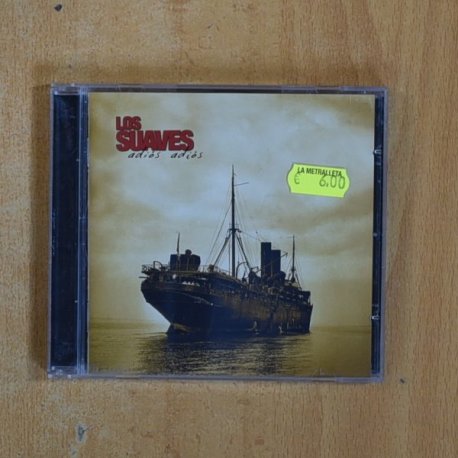 LOS
SUAVES
adiós adiós
LA METRALLETA
€ 6,00